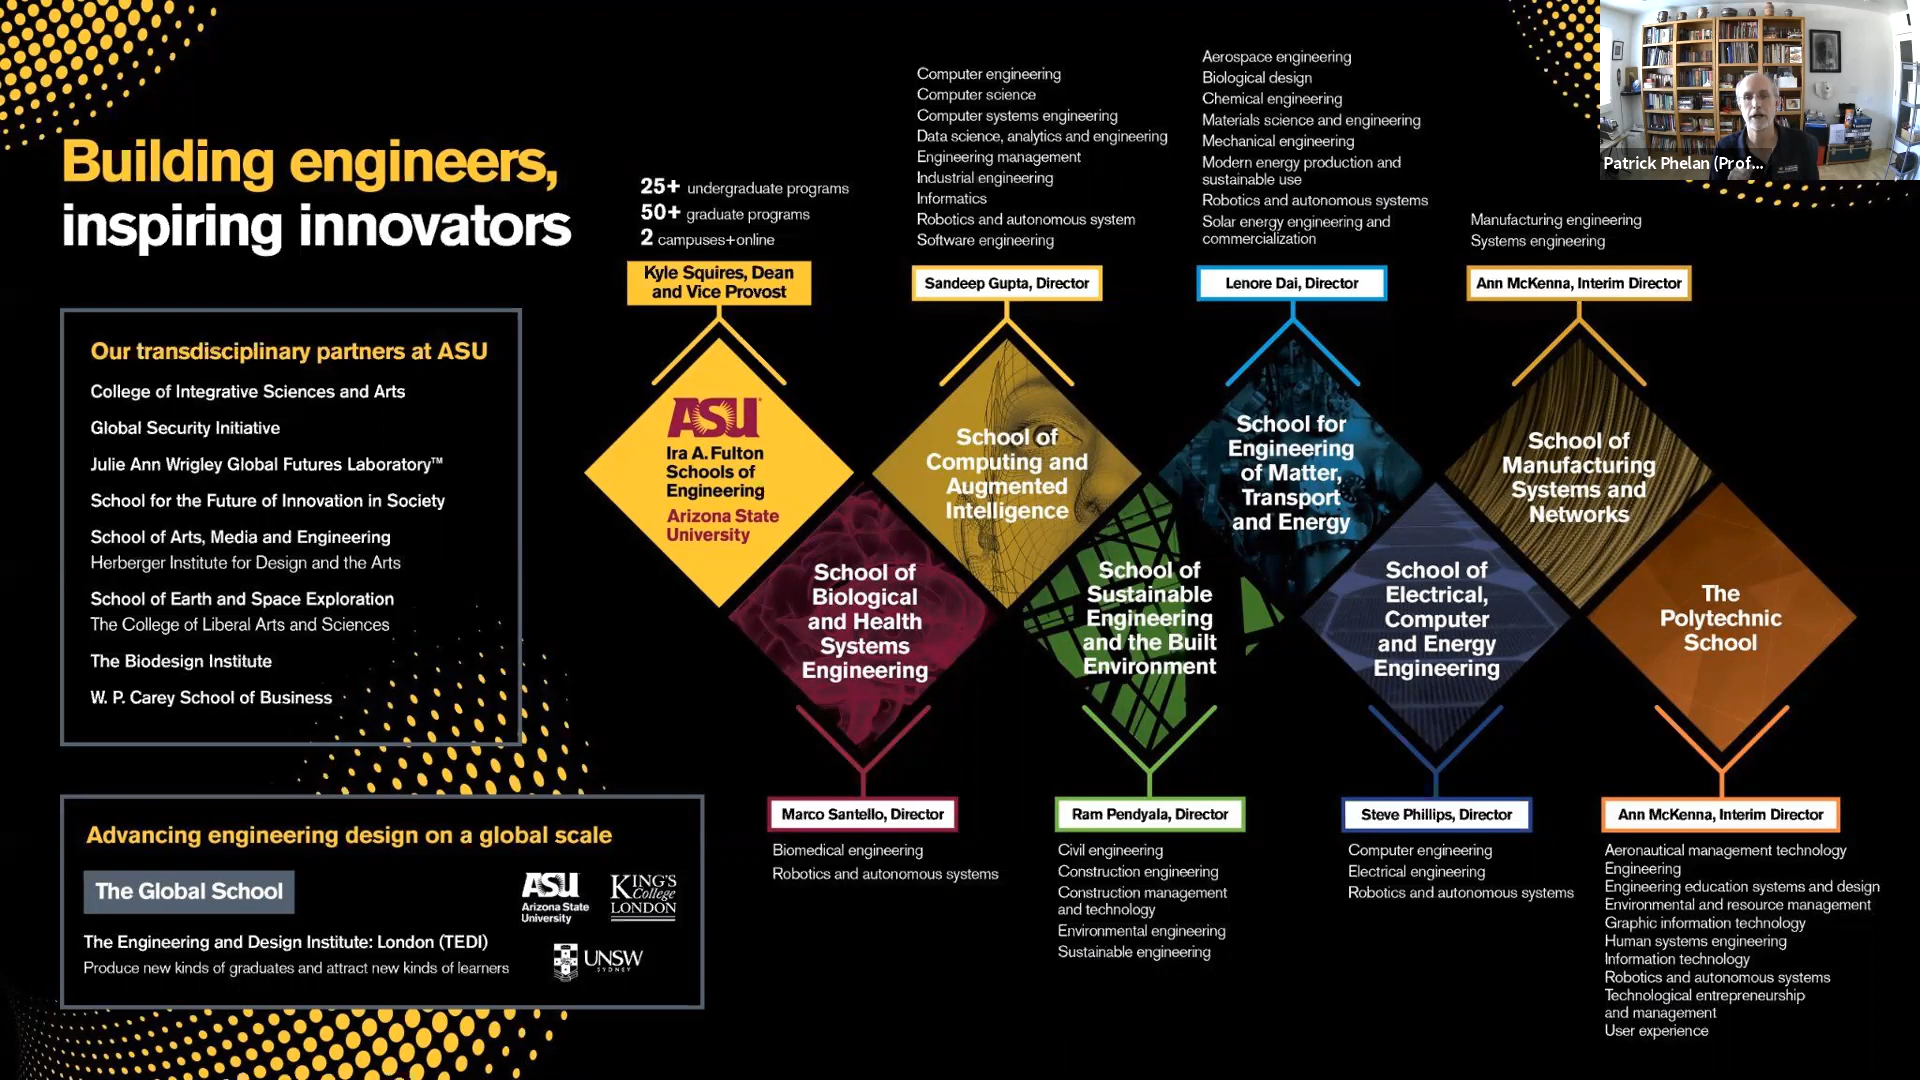 Building engineers,
inspiring innovators
Our transdisciplinary partners at ASU
College of Integrative Sciences and Arts
Global Security Initiative
Julie Ann Wrigley Global Futures Laboratory™
School for the Future of Innovation in Society
School of Arts, Media and Engineering
Herberger Institute for Design and the Arts
School of Earth and Space Exploration
The College of Liberal Arts and Sciences
The Biodesign Institute
W. P. Carey School of Business
Advancing engineering design on a global scale
The Global School
The Engineering and Design Institute: London (TEDI)
Produce new kinds of graduates and attract new kinds of learners
ASU
Arizona State
University
KING'S
College
LONDON
UNSW
SYDNEY
25+ undergraduate programs
50+ graduate programs
2 campuses+online
Kyle Squires, Dean
and Vice Provost
ASU
Ira A. Fulton
Schools of
Engineering
Arizona State
University
Computer engineering
Computer science
Computer systems engineering
Data science, analytics and engineering
Engineering management
Industrial engineering
Informatics
Robotics and autonomous system
Software engineering
Sandeep Gupta, Director
School of
Computing and
Augmented
Intelligence
Aerospace engineering
Biological design
Chemical engineering
Materials science and engineering
Mechanical engineering
Modern energy production and
sustainable use
Robotics and autonomous systems
Solar energy engineering and
commercialization
Lenore Dai, Director
School for
Engineering
of Matter,
Transport
and Energy
Manufacturing engineering
Systems engineering
Ann McKenna, Interim Director
School of
Manufacturing
Systems and
Networks
School of
Biological
and Health
Systems
Engineering
Marco Santello, Director
Biomedical engineering
Robotics and autonomous systems
School of
Sustainable
Engineering
and the Built
Environment
Ram Pendyala, Director
Civil engineering
Construction engineering
Construction management
and technology
Environmental engineering
Sustainable engineering
School of
Electrical,
Computer
and Energy
Engineering
Steve Phillips, Director
Computer engineering
Electrical engineering
Robotics and autonomous systems
The
Polytechnic
School
Ann McKenna, Interim Director
Aeronautical management technology
Engineering
Engineering education systems and design
Environmental and resource management
Graphic information technology
Human systems engineering
Information technology
Robotics and autonomous systems
Technological entrepreneurship
and management
User experience
Patrick Phelan (Prof...